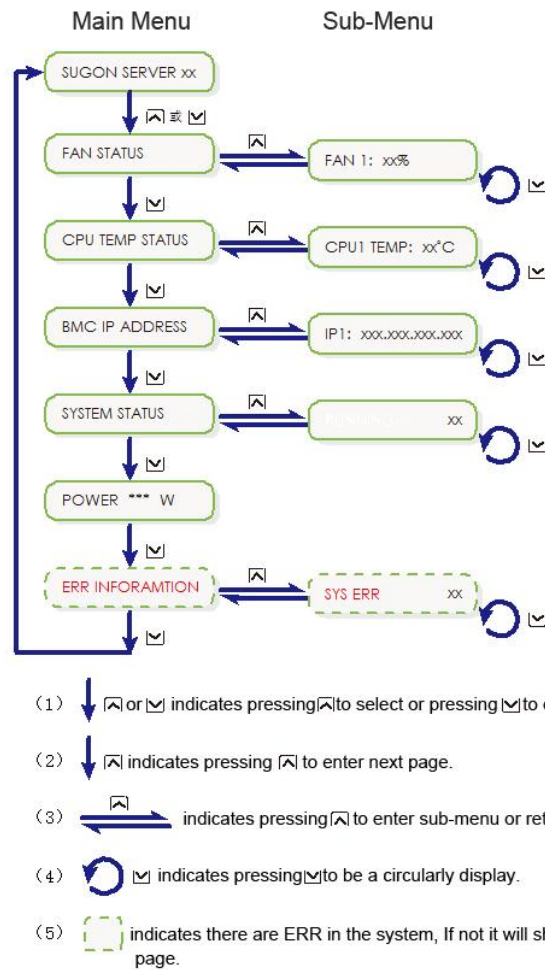 Main Menu
Sub-Menu
SUGON SERVER xx
或
FAN STATUS
FAN 1: xx%
CPU TEMP STATUS
CPU1 TEMP: xx°C
BMC IP ADDRESS
IP1: xxx.xxx.xxx.xxx
SYSTEM STATUS
xx
POWER *** W
ERR INFORAMTION
SYS ERR xx
(1) or indicates pressing to select or pressing to
(2) indicates pressing to enter next page.
(3) indicates pressing to enter sub-menu or
(4) indicates pressing to be a circularly display.
(5) indicates there are ERR in the system, If not it will
page.